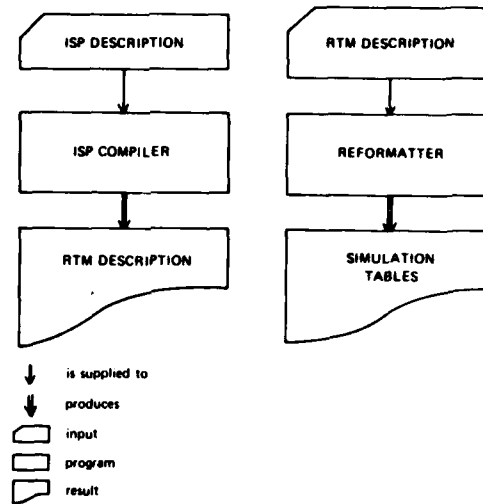 ISP DESCRIPTION
ISP COMPILER
RTM DESCRIPTION
RTM DESCRIPTION
REFORMATTER
SIMULATION
TABLES
is supplied to
produces
input
program
result